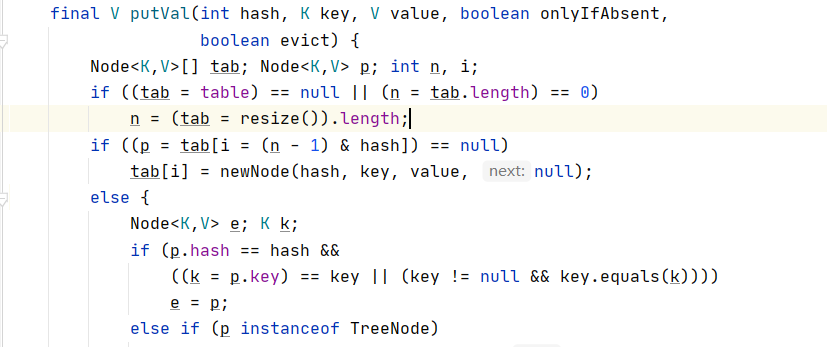 final V putVal(int hash, K key, V value, boolean onlyIfAbsent,
boolean evict) {
Node<K,V>[] tab; Node<K,V> p; int n, i;
if ((tab = table) == null || (n = tab.length) == 0)
n = (tab = resize()).length;
if ((p = tab[i = (n - 1) & hash]) == null)
tab[i] = newNode(hash, key, value, next: null);
else {
Node<K,V> e; K k;
if (p.hash == hash &&
((k = p.key) == key || (key != null && key.equals(k))))
e = p;
else if (p instanceof TreeNode)